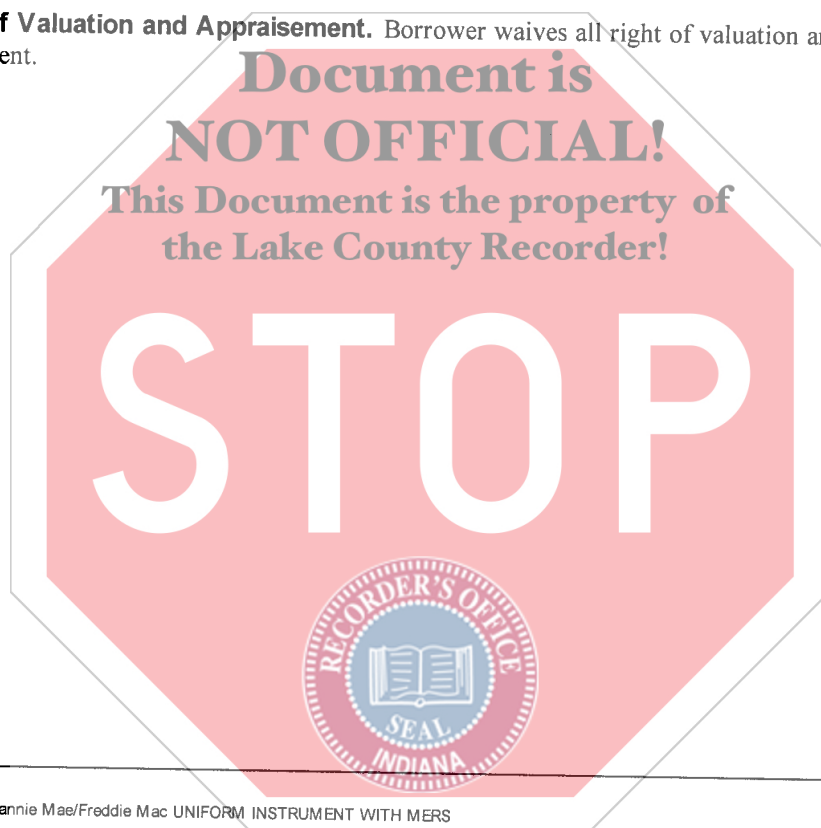 f Valuation and Appraisement. Borrower waives all right of valuation a
ent.
Document is
NOT OFFICIAL!
This Document is the property of
the Lake County Recorder!
STOP
RECORDER'S OFFICE
SEAL
INDIANA
annie Mae/Freddie Mac UNIFORM INSTRUMENT WITH MERS